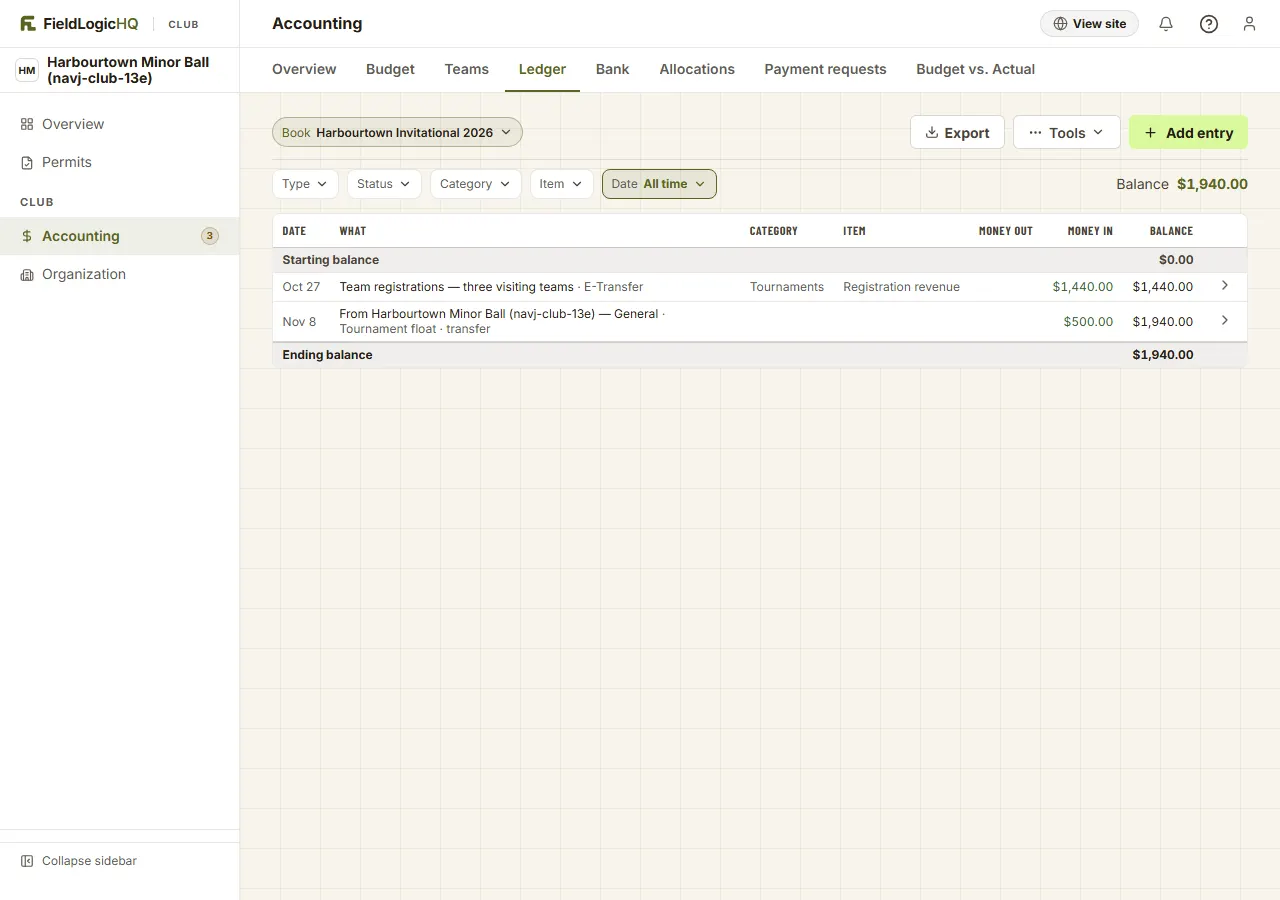 FieldLogicHQ CLUB
Accounting
View site
HM Harbourtown Minor Ball
(navj-club-13e)
Overview Budget Teams Ledger Bank Allocations Payment requests Budget vs. Actual
Overview
Permits
CLUB
Accounting 3
Organization
Collapse sidebar
Book Harbourtown Invitational 2026
Export
Tools
Add entry
Type Status Category Item Date All time
Balance $1,940.00
DATE WHAT CATEGORY ITEM MONEY OUT MONEY IN BALANCE
Starting balance $0.00
Oct 27 Team registrations — three visiting teams · E-Transfer Tournaments Registration revenue $1,440.00 $1,440.00
Nov 8 From Harbourtown Minor Ball (navj-club-13e) — General ·
Tournament float · transfer $500.00 $1,940.00
Ending balance $1,940.00